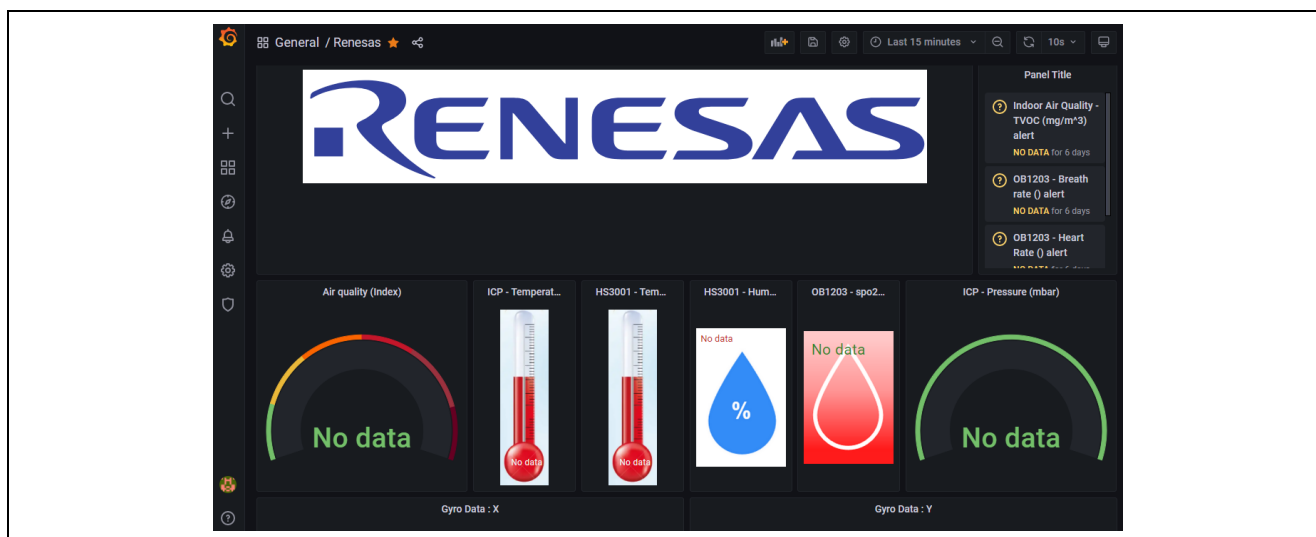 General / Renesas
Last 15 minutes
10s
RENESAS
Panel Title
Indoor Air Quality -
TVOC (mg/m^3)
alert
NO DATA for 6 days
OB1203 - Breath
rate () alert
NO DATA for 6 days
OB1203 - Heart
Rate () alert
Air quality (Index)
ICP - Temperat...
HS3001 - Tem...
HS3001 - Hum...
OB1203 - spo2...
ICP - Pressure (mbar)
No data
No data
No data
No data
%
No data
No data
Gyro Data : X
Gyro Data : Y